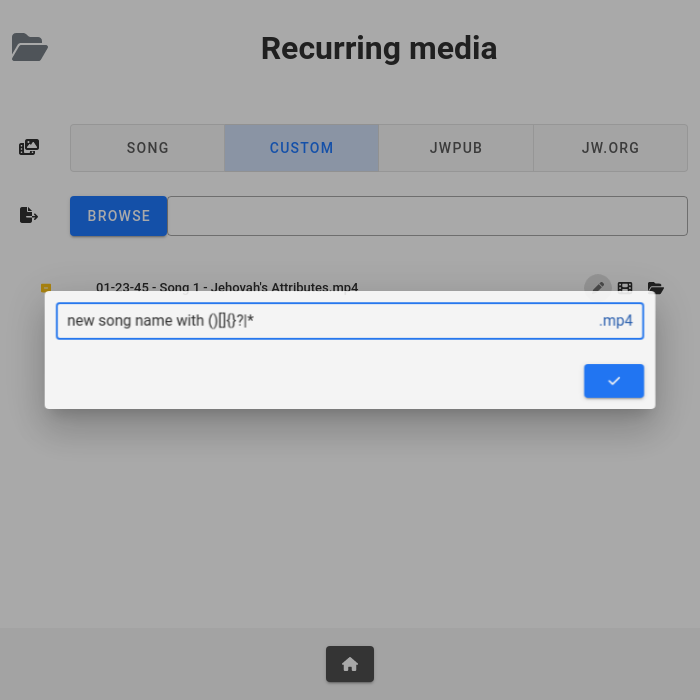 Recurring media
SONG CUSTOM JWPUB JW.ORG
BROWSE
01-23-45 - Song 1 - Jehovah's Attributes.mp4
new song name with ()[]{}?|* .mp4